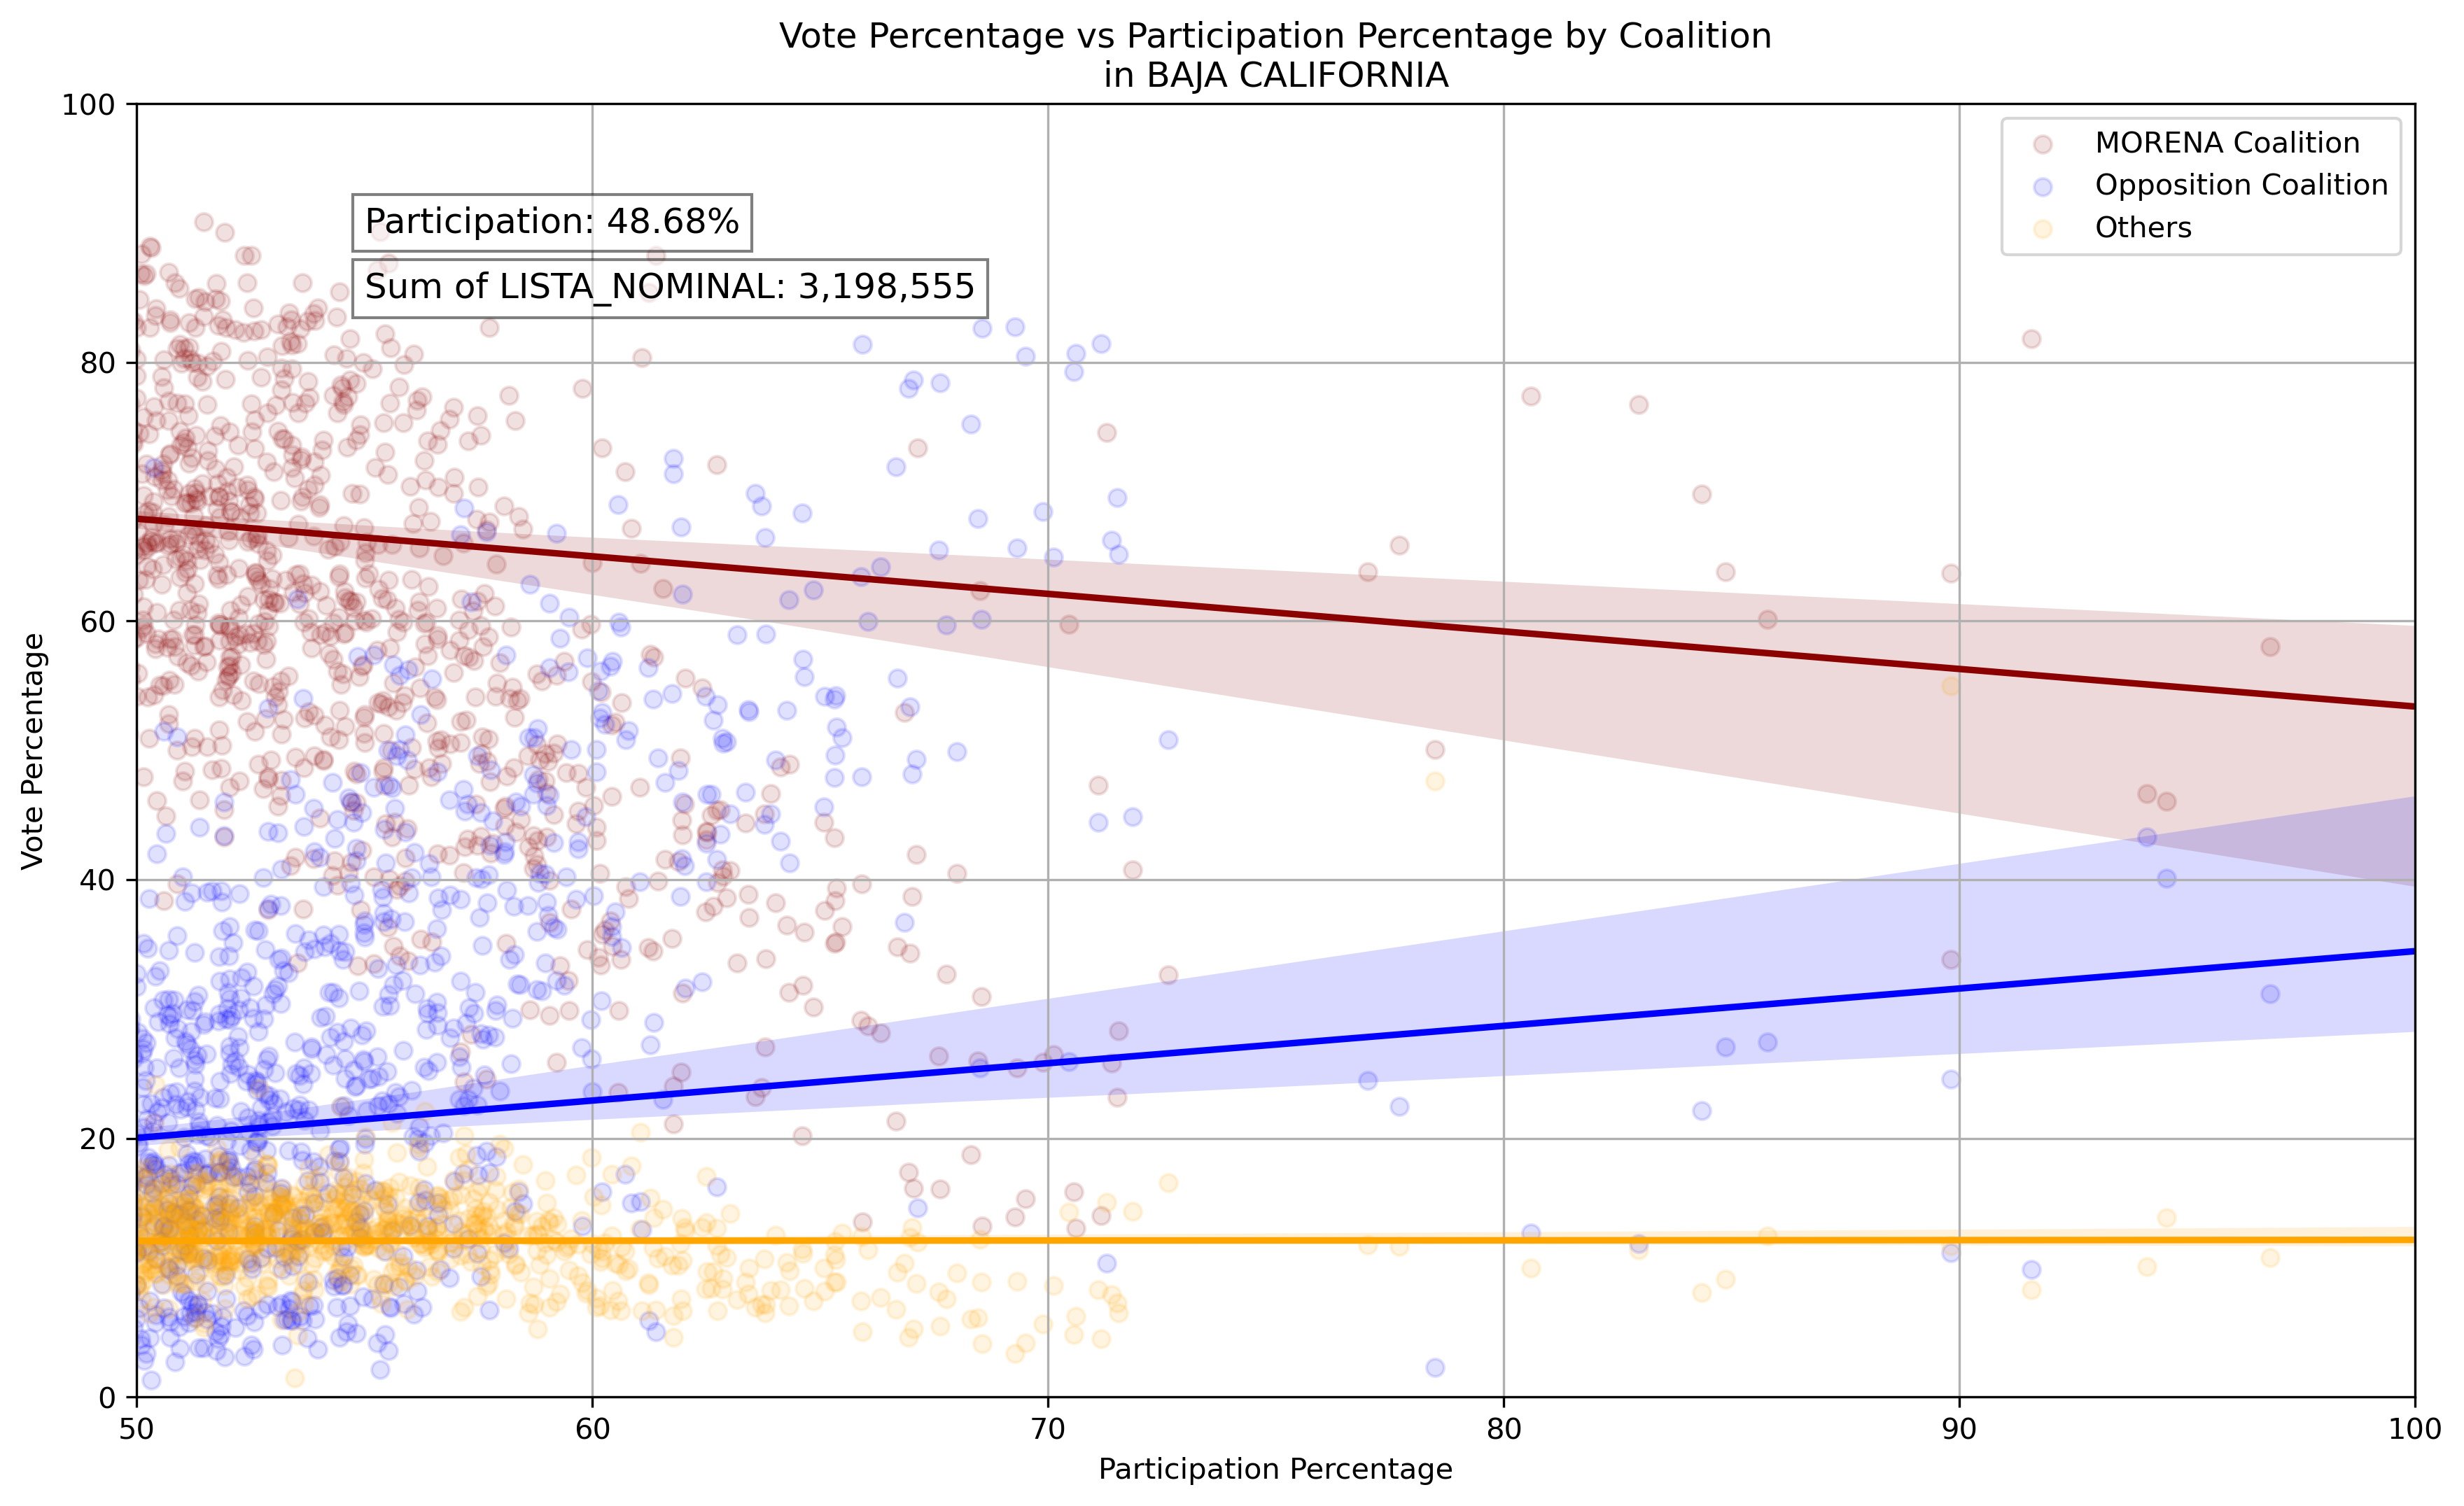 Vote Percentage vs Participation Percentage by Coalition
in BAJA CALIFORNIA
MORENA Coalition
Opposition Coalition
Others
Participation: 48.68%
Sum of LISTA_NOMINAL: 3,198,555
Vote Percentage
100
80
60
40
20
0
50
60
70
80
90
100
Participation Percentage